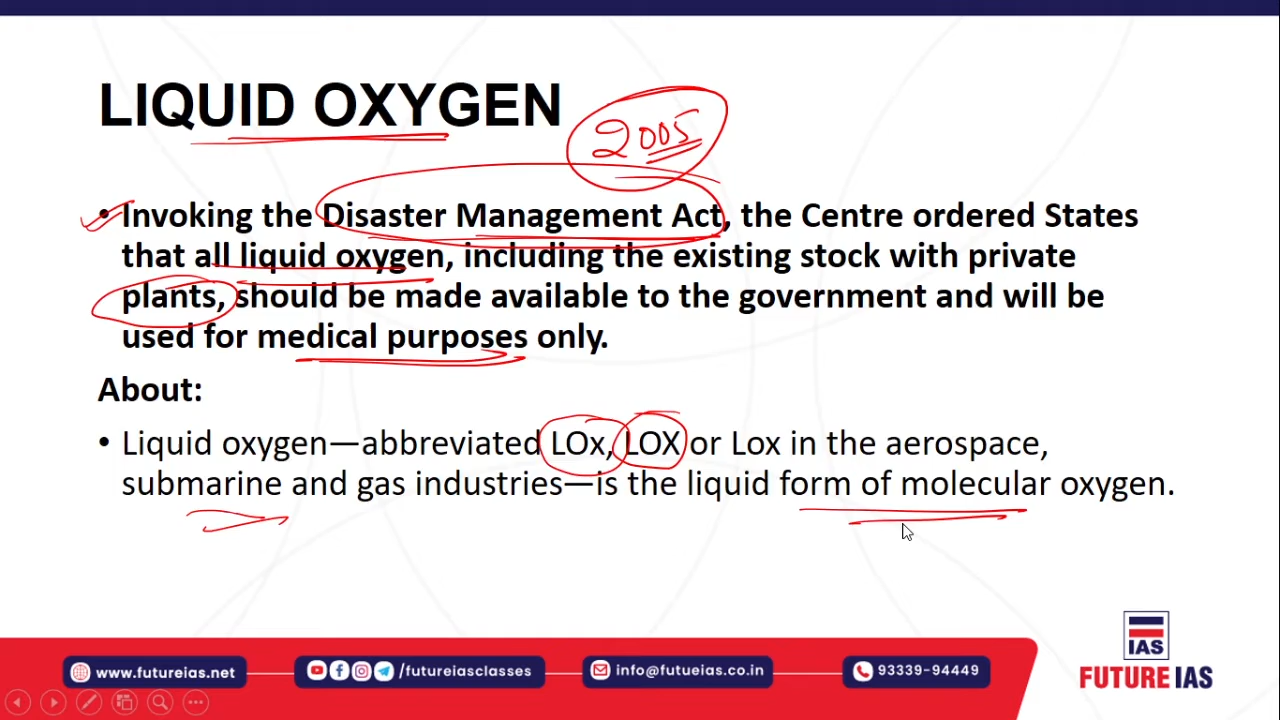 LIQUID OXYGEN
2005
• Invoking the Disaster Management Act, the Centre ordered States
that all liquid oxygen, including the existing stock with private
plants, should be made available to the government and will be
used for medical purposes only.
About:
• Liquid oxygen—abbreviated LOx, LOX or Lox in the aerospace,
submarine and gas industries—is the liquid form of molecular oxygen.
IAS
FUTURE IAS
www.futureias.net
/futureiasclasses
info@futueias.co.in
93339-94449